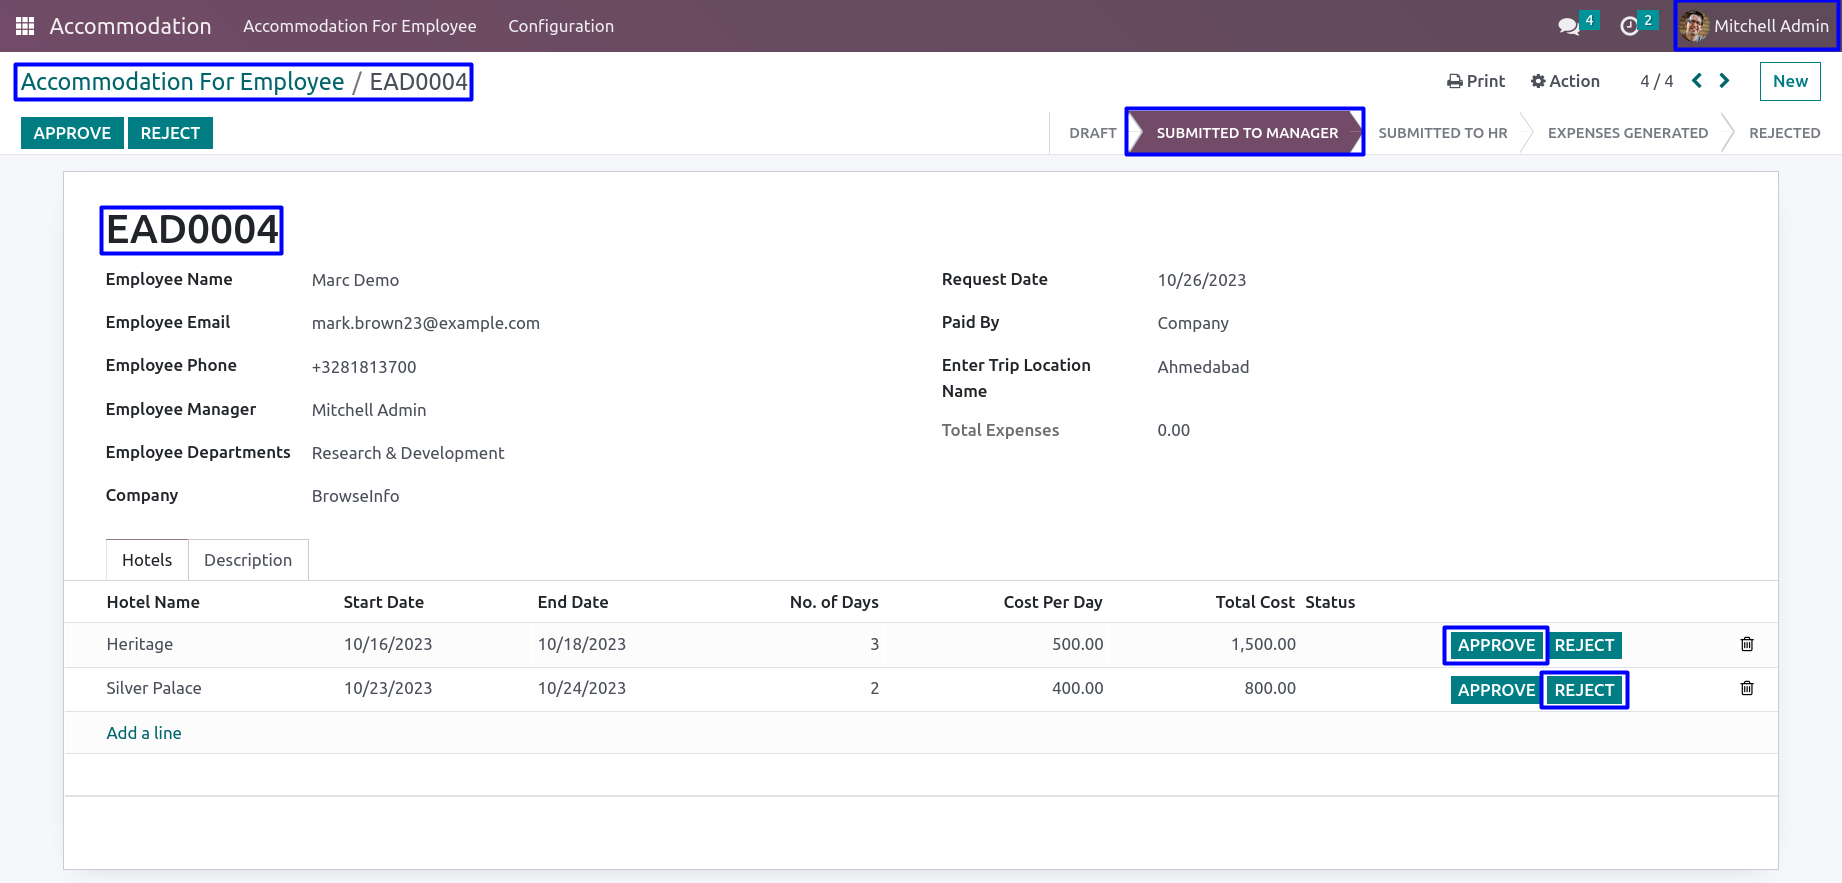 Accommodation Accommodation For Employee Configuration 4 2 Mitchell Admin
Accommodation For Employee / EAD0004 Print Action 4 / 4 New
APPROVE REJECT DRAFT SUBMITTED TO MANAGER SUBMITTED TO HR EXPENSES GENERATED REJECTED
EAD0004
Employee Name Marc Demo Request Date 10/26/2023
Employee Email mark.brown23@example.com Paid By Company
Employee Phone +3281813700 Enter Trip Location Name Ahmedabad
Employee Manager Mitchell Admin Total Expenses 0.00
Employee Departments Research & Development
Company BrowseInfo
Hotels Description
Hotel Name Start Date End Date No. of Days Cost Per Day Total Cost Status
Heritage 10/16/2023 10/18/2023 3 500.00 1,500.00 APPROVE REJECT
Silver Palace 10/23/2023 10/24/2023 2 400.00 800.00 APPROVE REJECT
Add a line